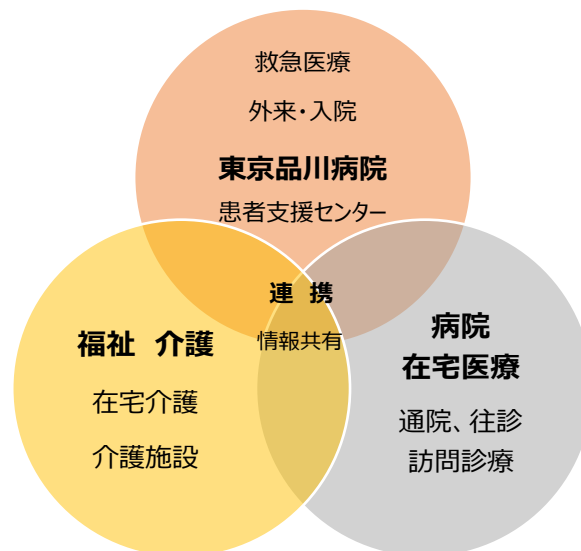 救急医療
外来・入院
東京品川病院
患者支援センター
連 携
情報共有
福祉 介護
在宅介護
介護施設
病院
在宅医療
通院、往診
訪問診療